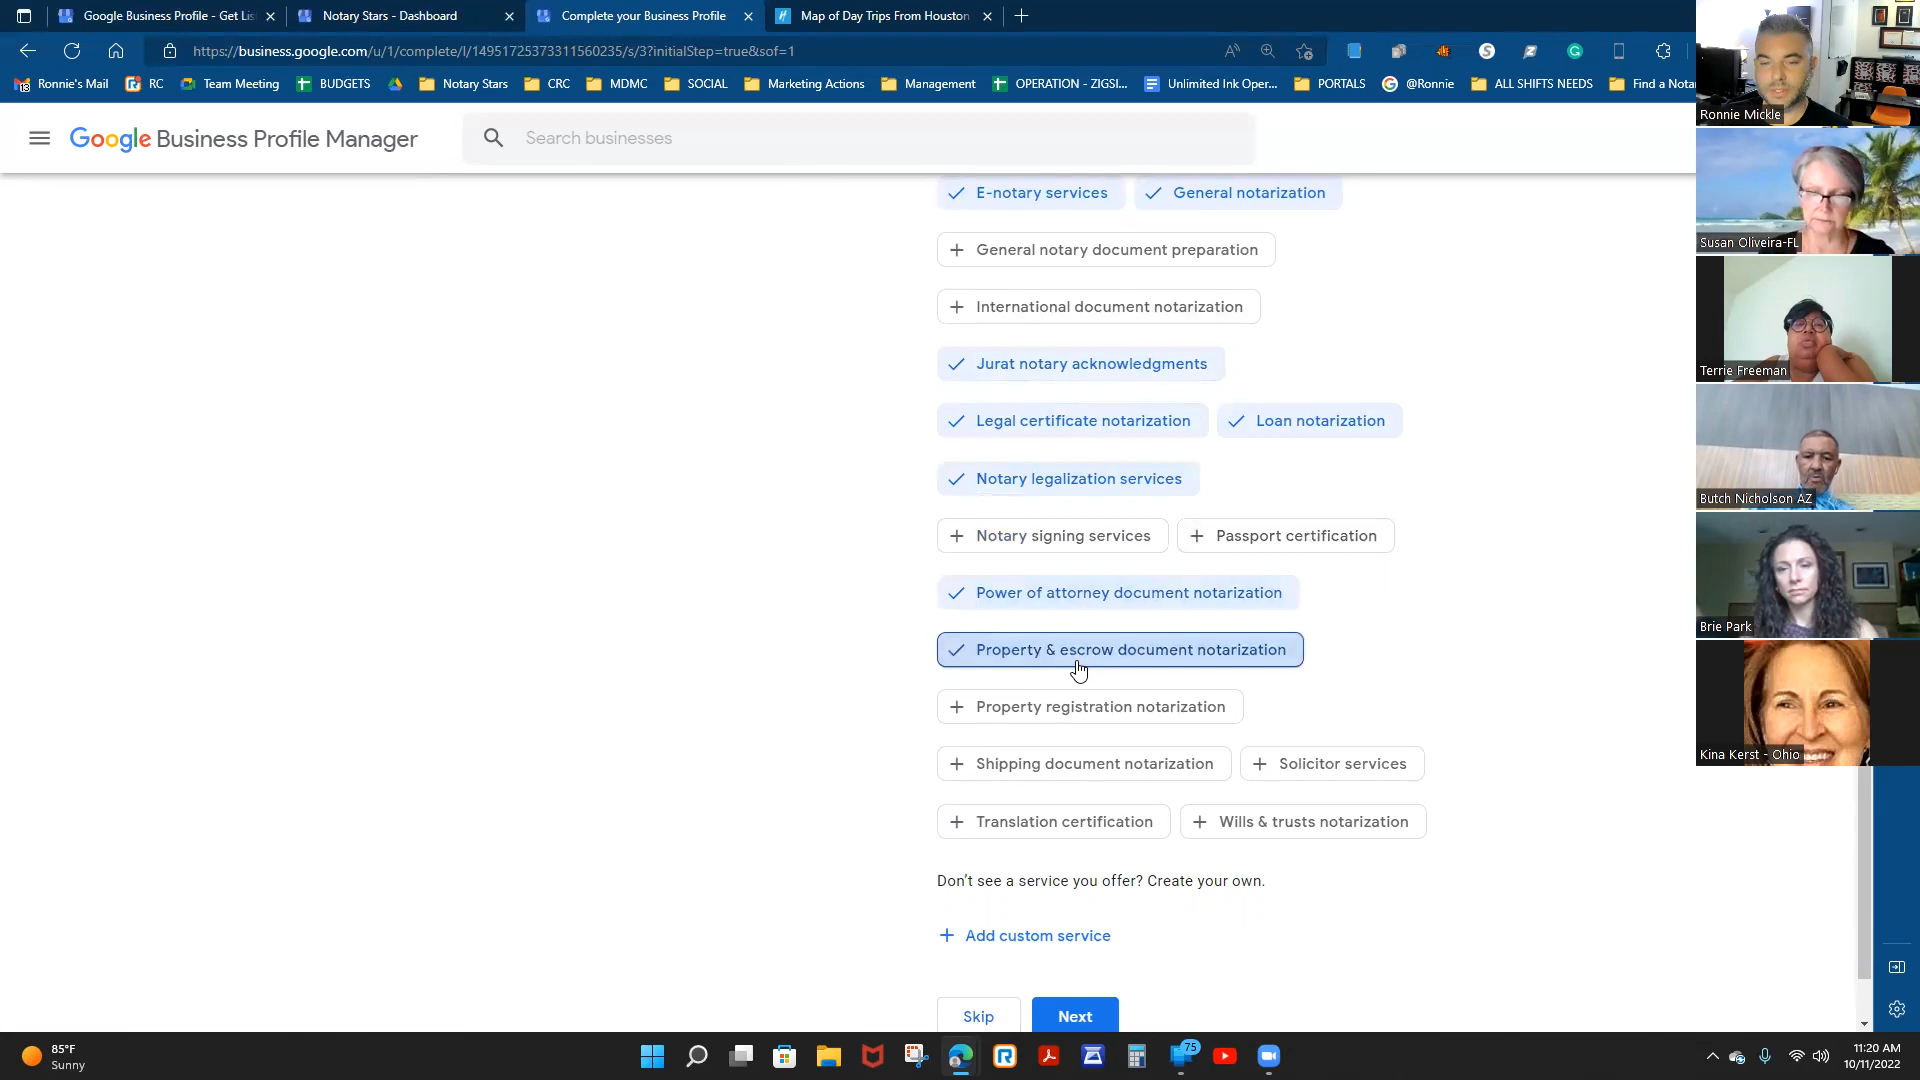 Google Business Profile - Get Lis
Notary Stars - Dashboard
Complete your Business Profile
Map of Day Trips From Houston
https://business.google.com/u/1/complete/l/14951725373311560235/s/3?initialStep=true&sof=1
Ronnie's Mail
RC
Team Meeting
BUDGETS
Notary Stars
CRC
MDMC
SOCIAL
Marketing Actions
Management
OPERATION - ZIGSI...
Unlimited Ink Oper...
PORTALS
@Ronnie
ALL SHIFTS NEEDS
Find a Nota
Google Business Profile Manager
Search businesses
E-notary services
General notarization
General notary document preparation
International document notarization
Jurat notary acknowledgments
Legal certificate notarization
Loan notarization
Notary legalization services
Notary signing services
Passport certification
Power of attorney document notarization
Property & escrow document notarization
Property registration notarization
Shipping document notarization
Solicitor services
Translation certification
Wills & trusts notarization
Don't see a service you offer? Create your own.
Add custom service
Skip
Next
Ronnie Mickle
Susan Oliveira-FL
Terrie Freeman
Butch Nicholson AZ
Brie Park
Kina Kerst - Ohio
85°F
Sunny
75
11:20 AM
10/11/2022